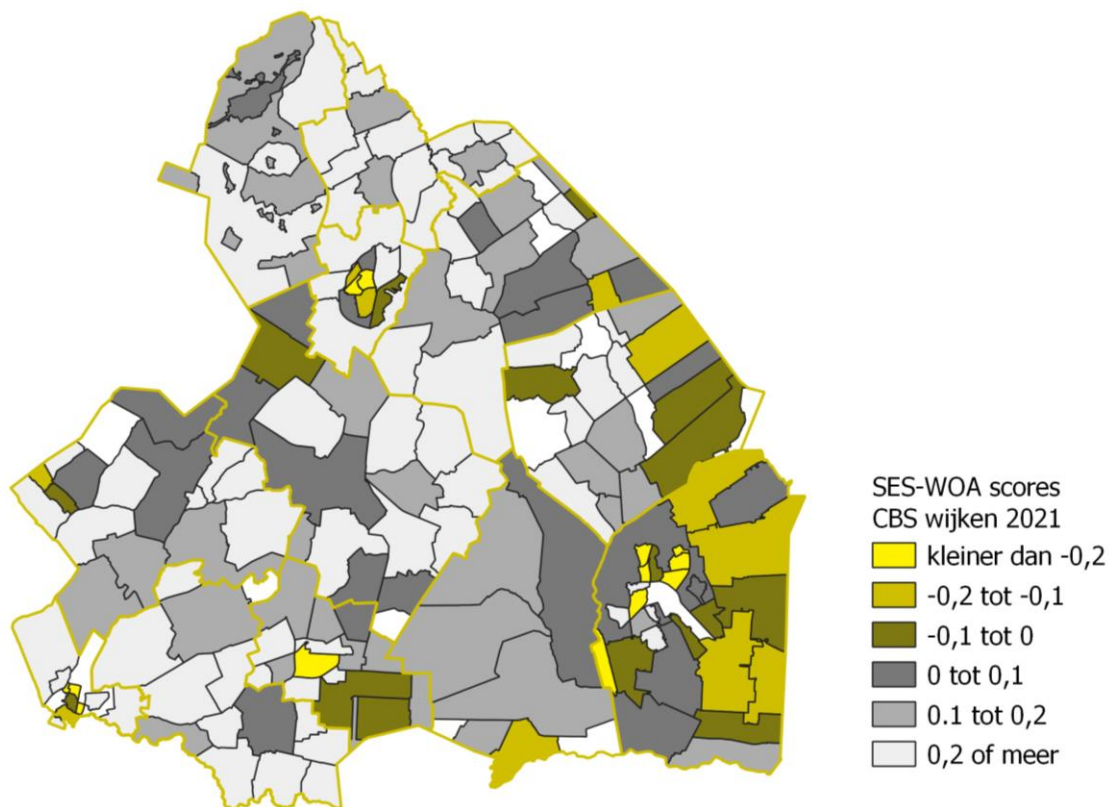 SES-WOA scores
CBS wijken 2021
kleiner dan -0,2
-0,2 tot -0,1
-0,1 tot 0
0 tot 0,1
0.1 tot 0,2
0,2 of meer